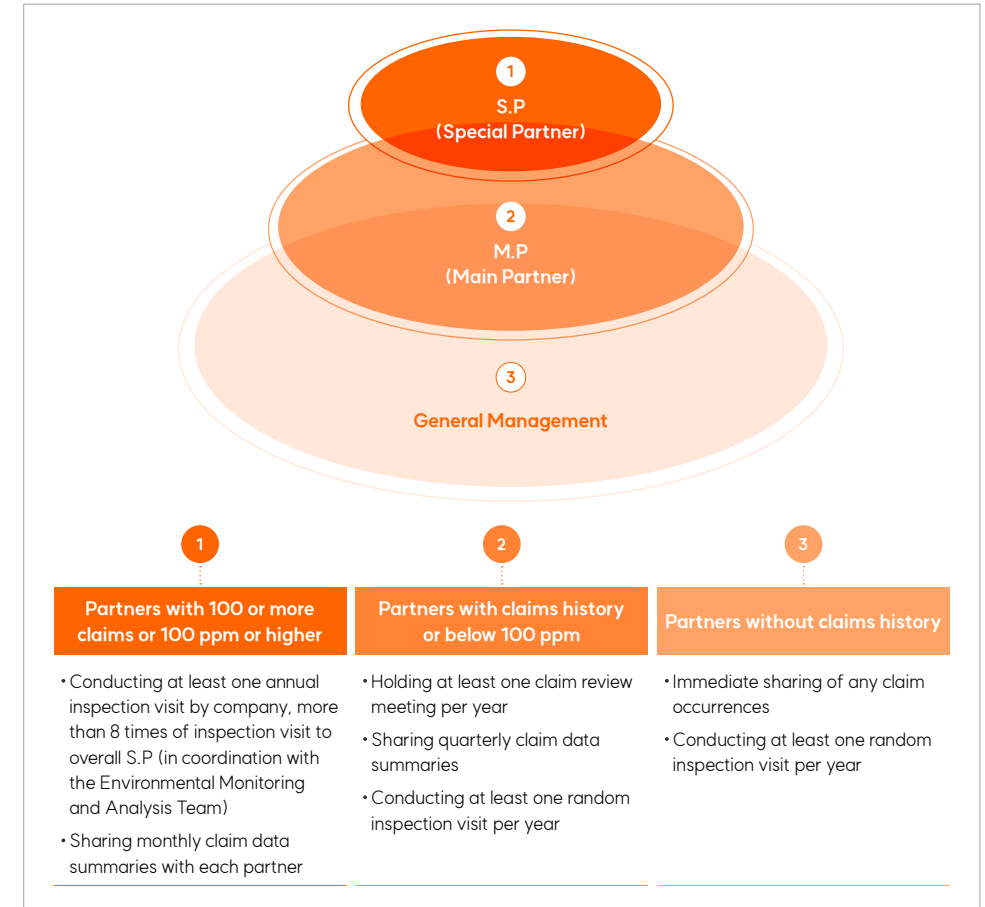 1
S.P
(Special Partner)
2
M.P
(Main Partner)
3
General Management
1
Partners with 100 or more
claims or 100 ppm or higher
• Conducting at least one annual
inspection visit by company, more
than 8 times of inspection visit to
overall S.P (in coordination with
the Environmental Monitoring
and Analysis Team)
• Sharing monthly claim data
summaries with each partner
2
Partners with claims history
or below 100 ppm
• Holding at least one claim review
meeting per year
• Sharing quarterly claim data
summaries
• Conducting at least one random
inspection visit per year
3
Partners without claims history
• Immediate sharing of any claim
occurrences
• Conducting at least one random
inspection visit per year